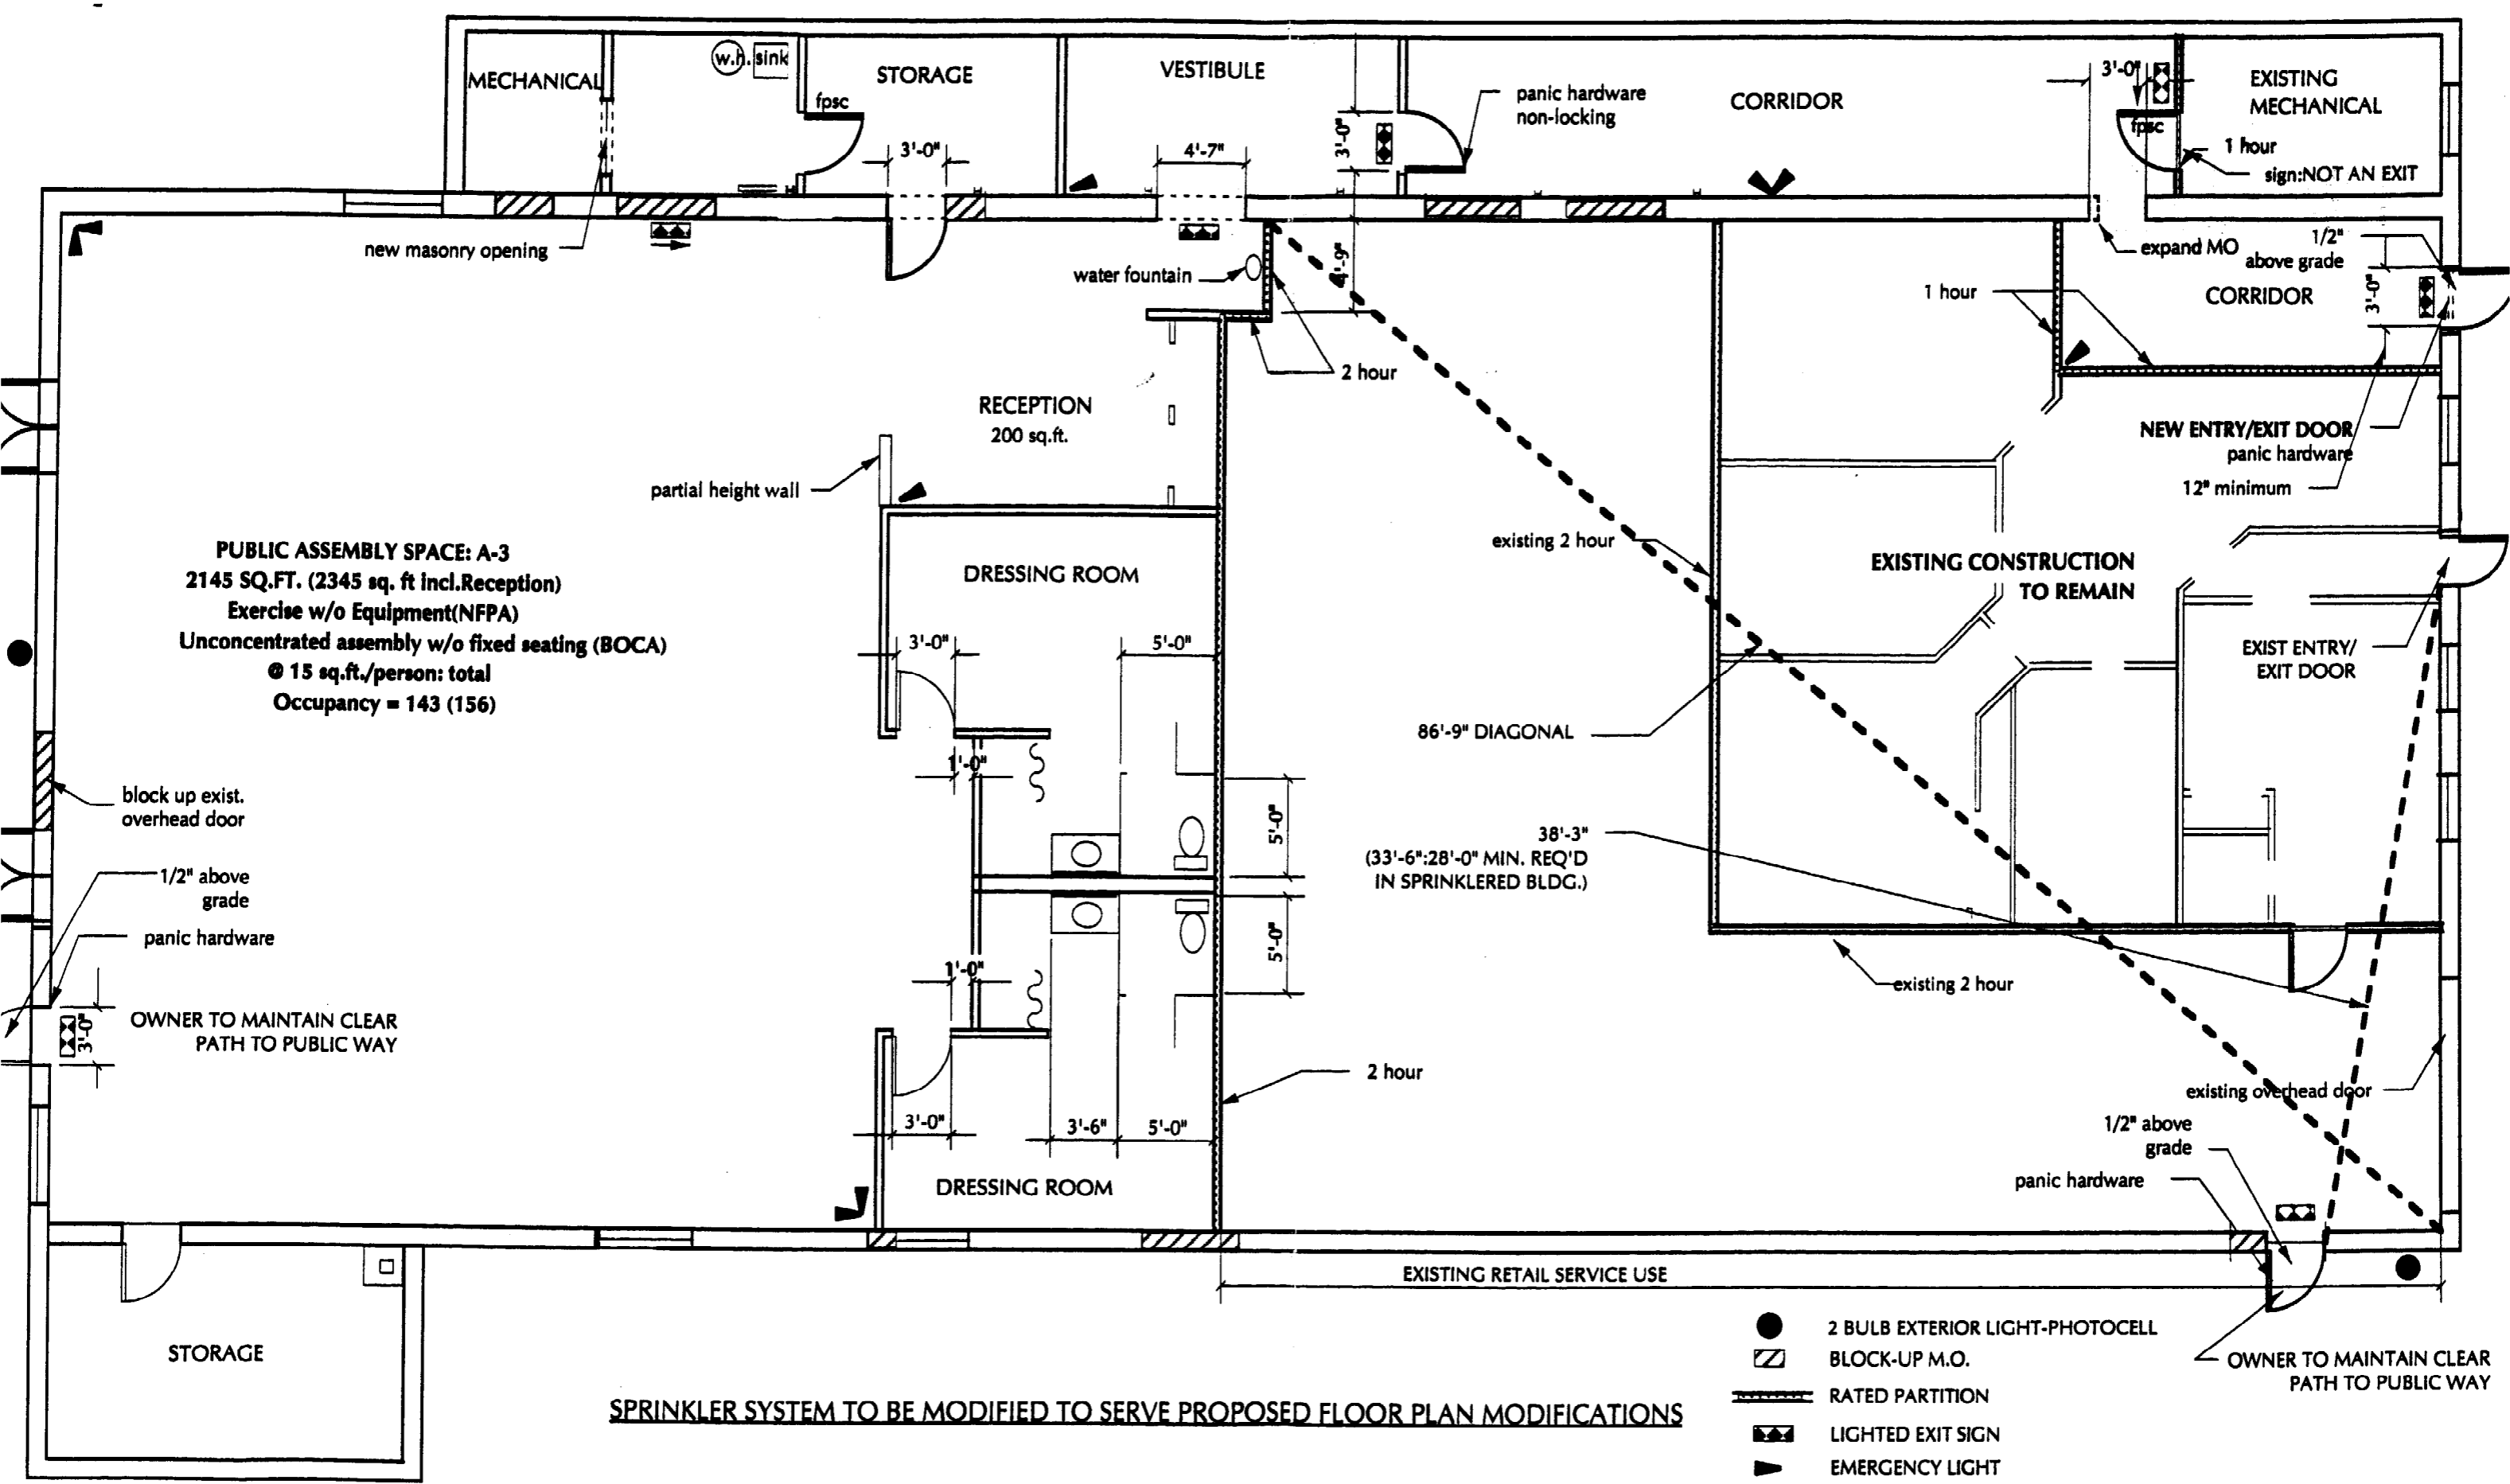 MECHANICAL
w.h.
sink
STORAGE
fpsc
3'-0"
VESTIBULE
4'-7"
3'-0"
panic hardware
non-locking
CORRIDOR
3'-0"
fpsc
EXISTING
MECHANICAL
1 hour
sign:NOT AN EXIT
new masonry opening
water fountain
4'-9"
2 hour
expand MO
1/2"
above grade
1 hour
CORRIDOR
3'-0"
RECEPTION
200 sq.ft.
partial height wall
NEW ENTRY/EXIT DOOR
panic hardware
12" minimum
PUBLIC ASSEMBLY SPACE: A-3
2145 SQ.FT. (2345 sq. ft incl.Reception)
Exercise w/o Equipment(NFPA)
Unconcentrated assembly w/o fixed seating (BOCA)
@ 15 sq.ft./person: total
Occupancy = 143 (156)
DRESSING ROOM
3'-0"
5'-0"
1'-0"
existing 2 hour
EXISTING CONSTRUCTION
TO REMAIN
EXIST ENTRY/
EXIT DOOR
86'-9" DIAGONAL
block up exist.
overhead door
5'-0"
38'-3"
(33'-6":28'-0" MIN. REQ'D
IN SPRINKLERED BLDG.)
1/2" above
grade
panic hardware
5'-0"
1'-0"
existing 2 hour
3'-0"
OWNER TO MAINTAIN CLEAR
PATH TO PUBLIC WAY
2 hour
existing overhead door
3'-0"
3'-6"
5'-0"
1/2" above
grade
panic hardware
DRESSING ROOM
EXISTING RETAIL SERVICE USE
STORAGE
2 BULB EXTERIOR LIGHT-PHOTOCELL
BLOCK-UP M.O.
RATED PARTITION
LIGHTED EXIT SIGN
EMERGENCY LIGHT
OWNER TO MAINTAIN CLEAR
PATH TO PUBLIC WAY
SPRINKLER SYSTEM TO BE MODIFIED TO SERVE PROPOSED FLOOR PLAN MODIFICATIONS